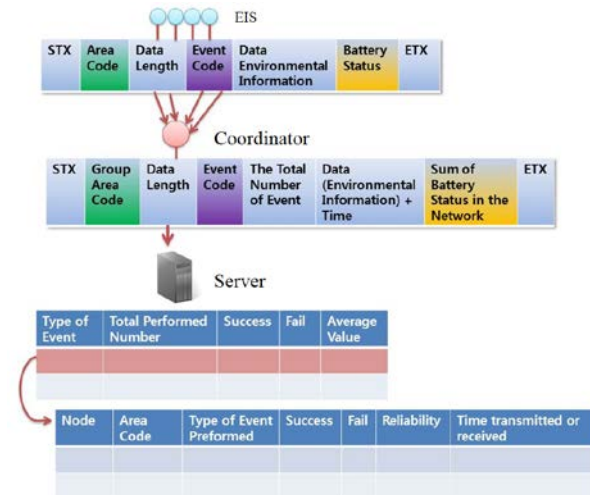 EIS
STX Area Code Data Length Event Code Data Environmental Information Battery Status ETX
Coordinator
STX Group Area Code Data Length Event Code The Total Number of Event Data (Environmental Information) + Time Sum of Battery Status in the Network ETX
Server
Type of Event Total Performed Number Success Fail Average Value
Node Area Code Type of Event Preformed Success Fail Reliability Time transmitted or received